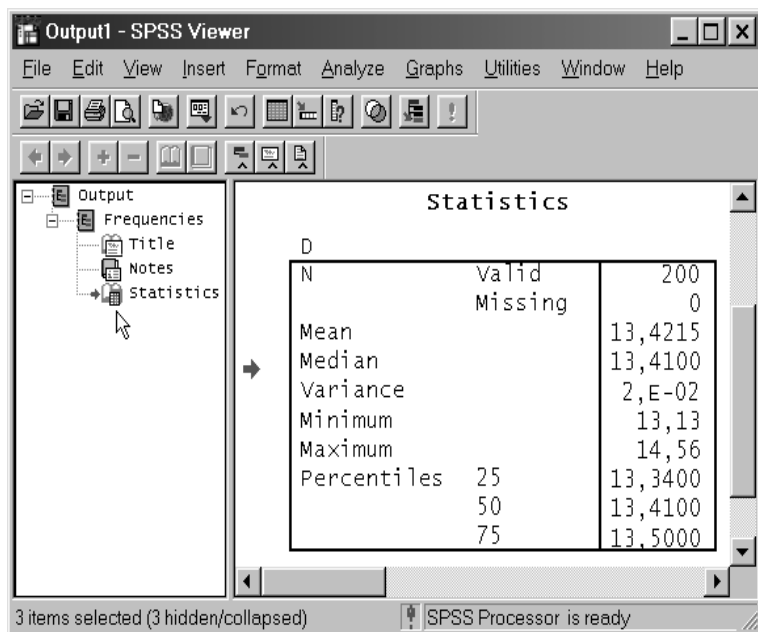 Output1 - SPSS Viewer
File Edit View Insert Format Analyze Graphs Utilities Window Help
Output
Frequencies
Title
Notes
Statistics
Statistics
D
N Valid 200
Missing 0
Mean 13,4215
Median 13,4100
Variance 2,E-02
Minimum 13,13
Maximum 14,56
Percentiles 25 13,3400
50 13,4100
75 13,5000
3 items selected (3 hidden/collapsed) SPSS Processor is ready